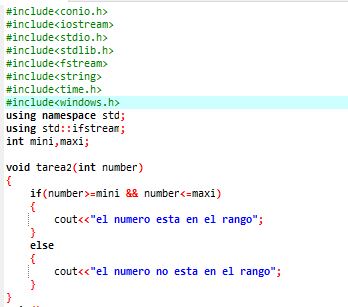 #include<conio.h>
#include<iostream>
#include<stdio.h>
#include<stdlib.h>
#include<fstream>
#include<string>
#include<time.h>
#include<windows.h>
using namespace std;
using std::ifstream;
int mini,maxi;
void tarea2(int number)
{
if(number>=mini && number<=maxi)
{
cout<<"el numero esta en el rango";
}
else
{
cout<<"el numero no esta en el rango";
}
}